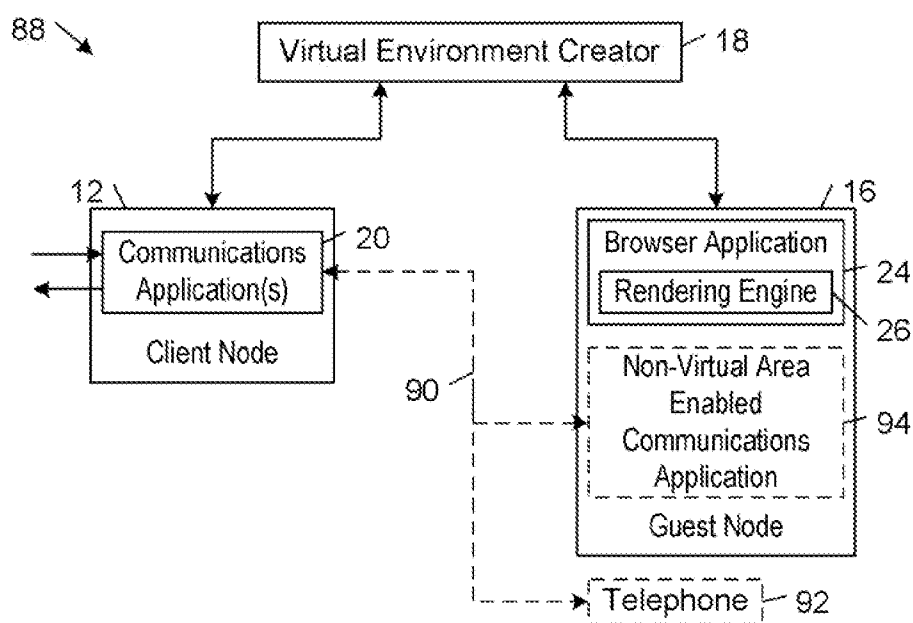 88
Virtual Environment Creator
18
12
Communications
Application(s)
20
Client Node
16
Browser Application
24
Rendering Engine
26
90
Non-Virtual Area
Enabled
Communications
Application
94
Guest Node
Telephone
92